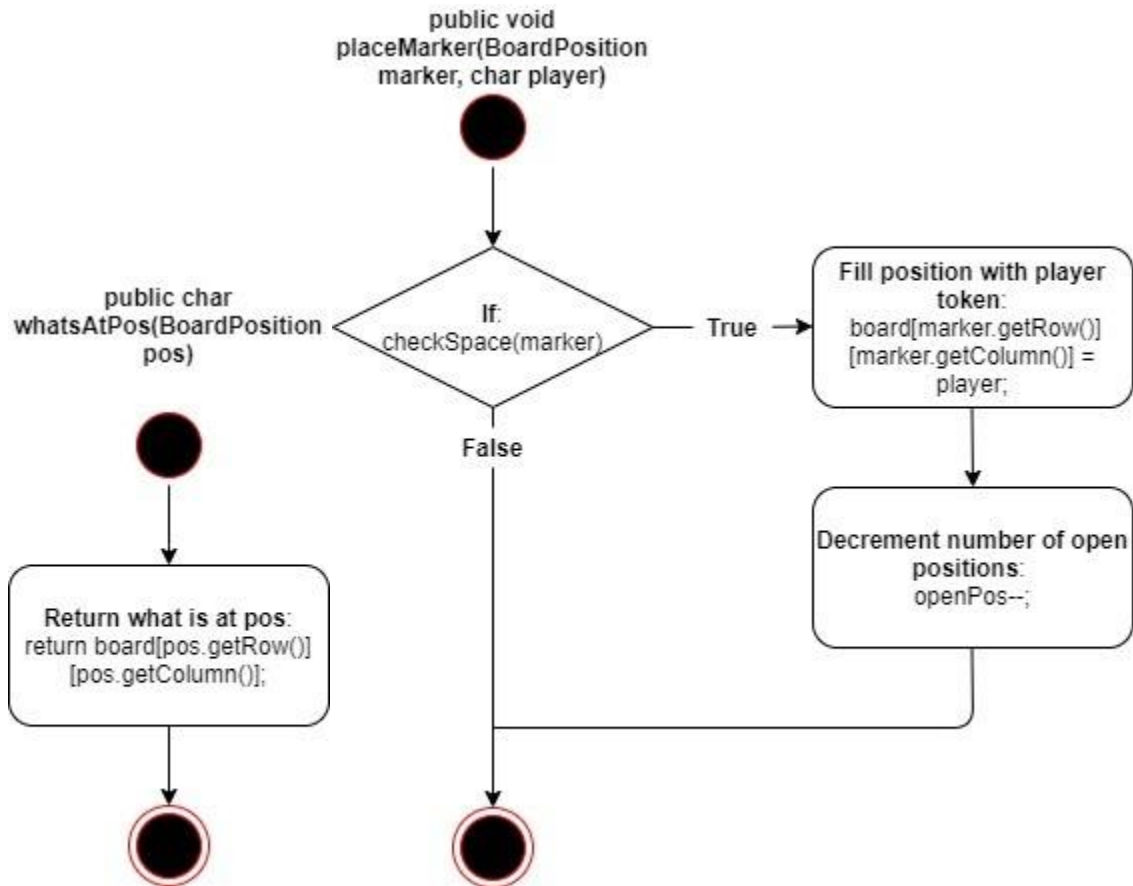 public void
placeMarker(BoardPosition
marker, char player)
If:
checkSpace(marker)
True
Fill position with player
token:
board[marker.getRow()]
[marker.getColumn()] =
player;
False
Decrement number of open
positions:
openPos--;
public char
whatsAtPos(BoardPosition
pos)
Return what is at pos:
return board[pos.getRow()]
[pos.getColumn()];